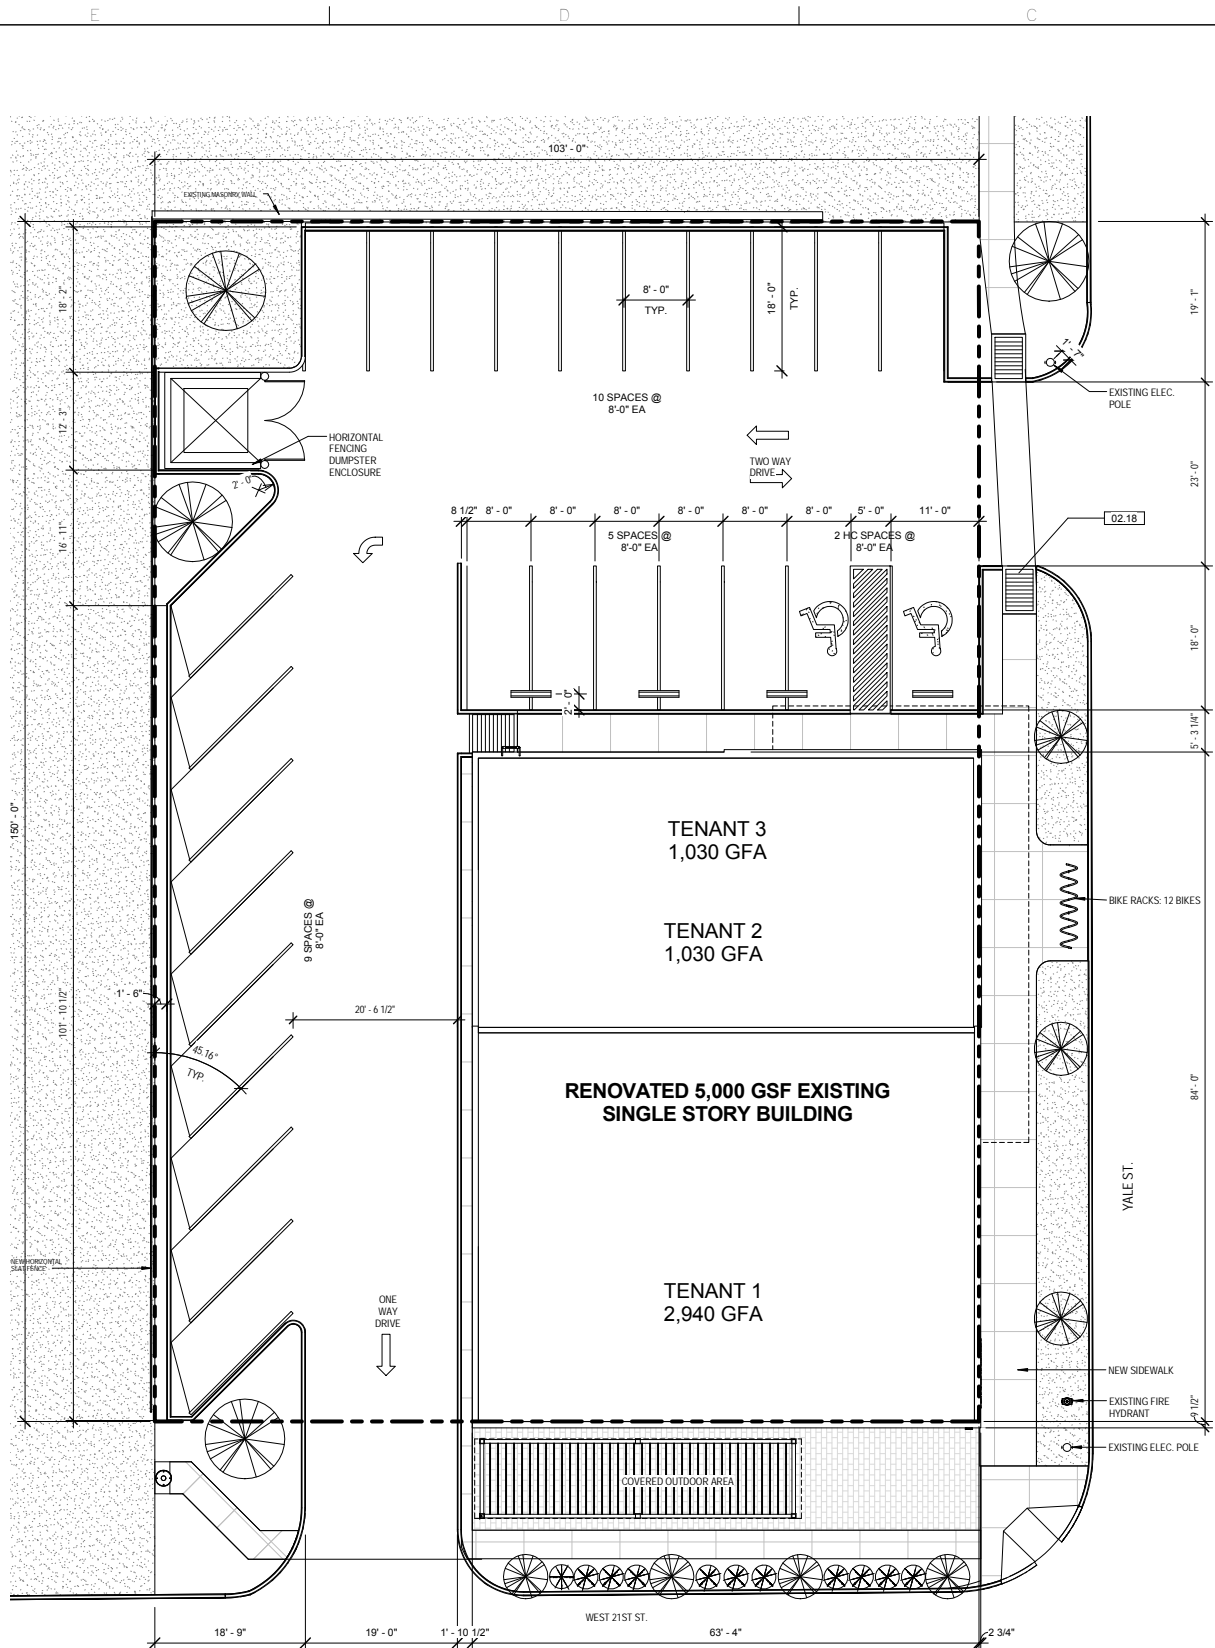 E
D
C
103' - 0"
EXISTING MASONRY WALL
18' - 2"
8' - 0"
TYP.
18' - 0"
TYP.
19' - 1"
1' - 7"
EXISTING ELEC.
POLE
10 SPACES @
8'-0" EA
12' - 3"
HORIZONTAL
FENCING
DUMPSTER
ENCLOSURE
TWO WAY
DRIVE
23' - 0"
2' - 0"
16' - 11"
8 1/2"
8' - 0"
8' - 0"
8' - 0"
8' - 0"
8' - 0"
8' - 0"
5' - 0"
11' - 0"
02.18
5 SPACES @
8'-0" EA
2 HC SPACES @
8'-0" EA
18' - 0"
2' - 0"
5' - 3 1/4"
150' - 0"
TENANT 3
1,030 GFA
BIKE RACKS: 12 BIKES
9 SPACES @
8'-0" EA
TENANT 2
1,030 GFA
1' - 6"
101' - 10 1/2"
20' - 6 1/2"
45.16°
TYP.
RENOVATED 5,000 GSF EXISTING
SINGLE STORY BUILDING
84' - 0"
YALE ST.
NEW HORIZONTAL
SLAT FENCE
TENANT 1
2,940 GFA
ONE
WAY
DRIVE
NEW SIDEWALK
EXISTING FIRE
HYDRANT
9 1/2"
EXISTING ELEC. POLE
COVERED OUTDOOR AREA
WEST 21ST ST.
18' - 9"
19' - 0"
1' - 10 1/2"
63' - 4"
2 3/4"